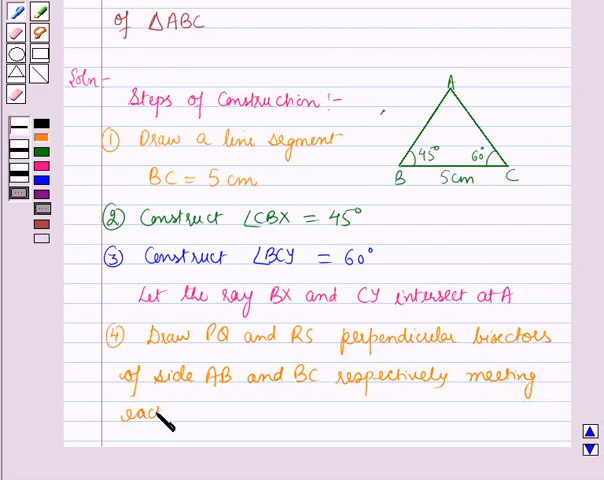 of △ABC
Soln-
Steps of Construction :-
① Draw a line segment
BC = 5 cm
② Construct ∠CBX = 45°
③ Construct ∠BCY = 60°
Let the ray BX and CY intersect at A
④ Draw PQ and RS perpendicular bisectors
of side AB and BC respectively meeting
eac
A
45° 60°
B 5cm C